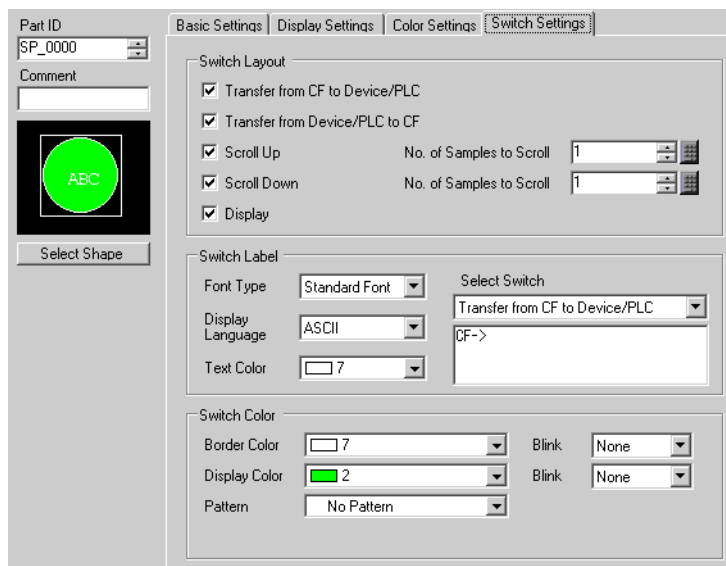 Part ID
SP_0000
Comment
ABC
Select Shape
Basic Settings Display Settings Color Settings Switch Settings
Switch Layout
Transfer from CF to Device/PLC
Transfer from Device/PLC to CF
Scroll Up No. of Samples to Scroll 1
Scroll Down No. of Samples to Scroll 1
Display
Switch Label
Font Type Standard Font
Display Language ASCII
Text Color 7
Select Switch
Transfer from CF to Device/PLC
CF->
Switch Color
Border Color 7 Blink None
Display Color 2 Blink None
Pattern No Pattern